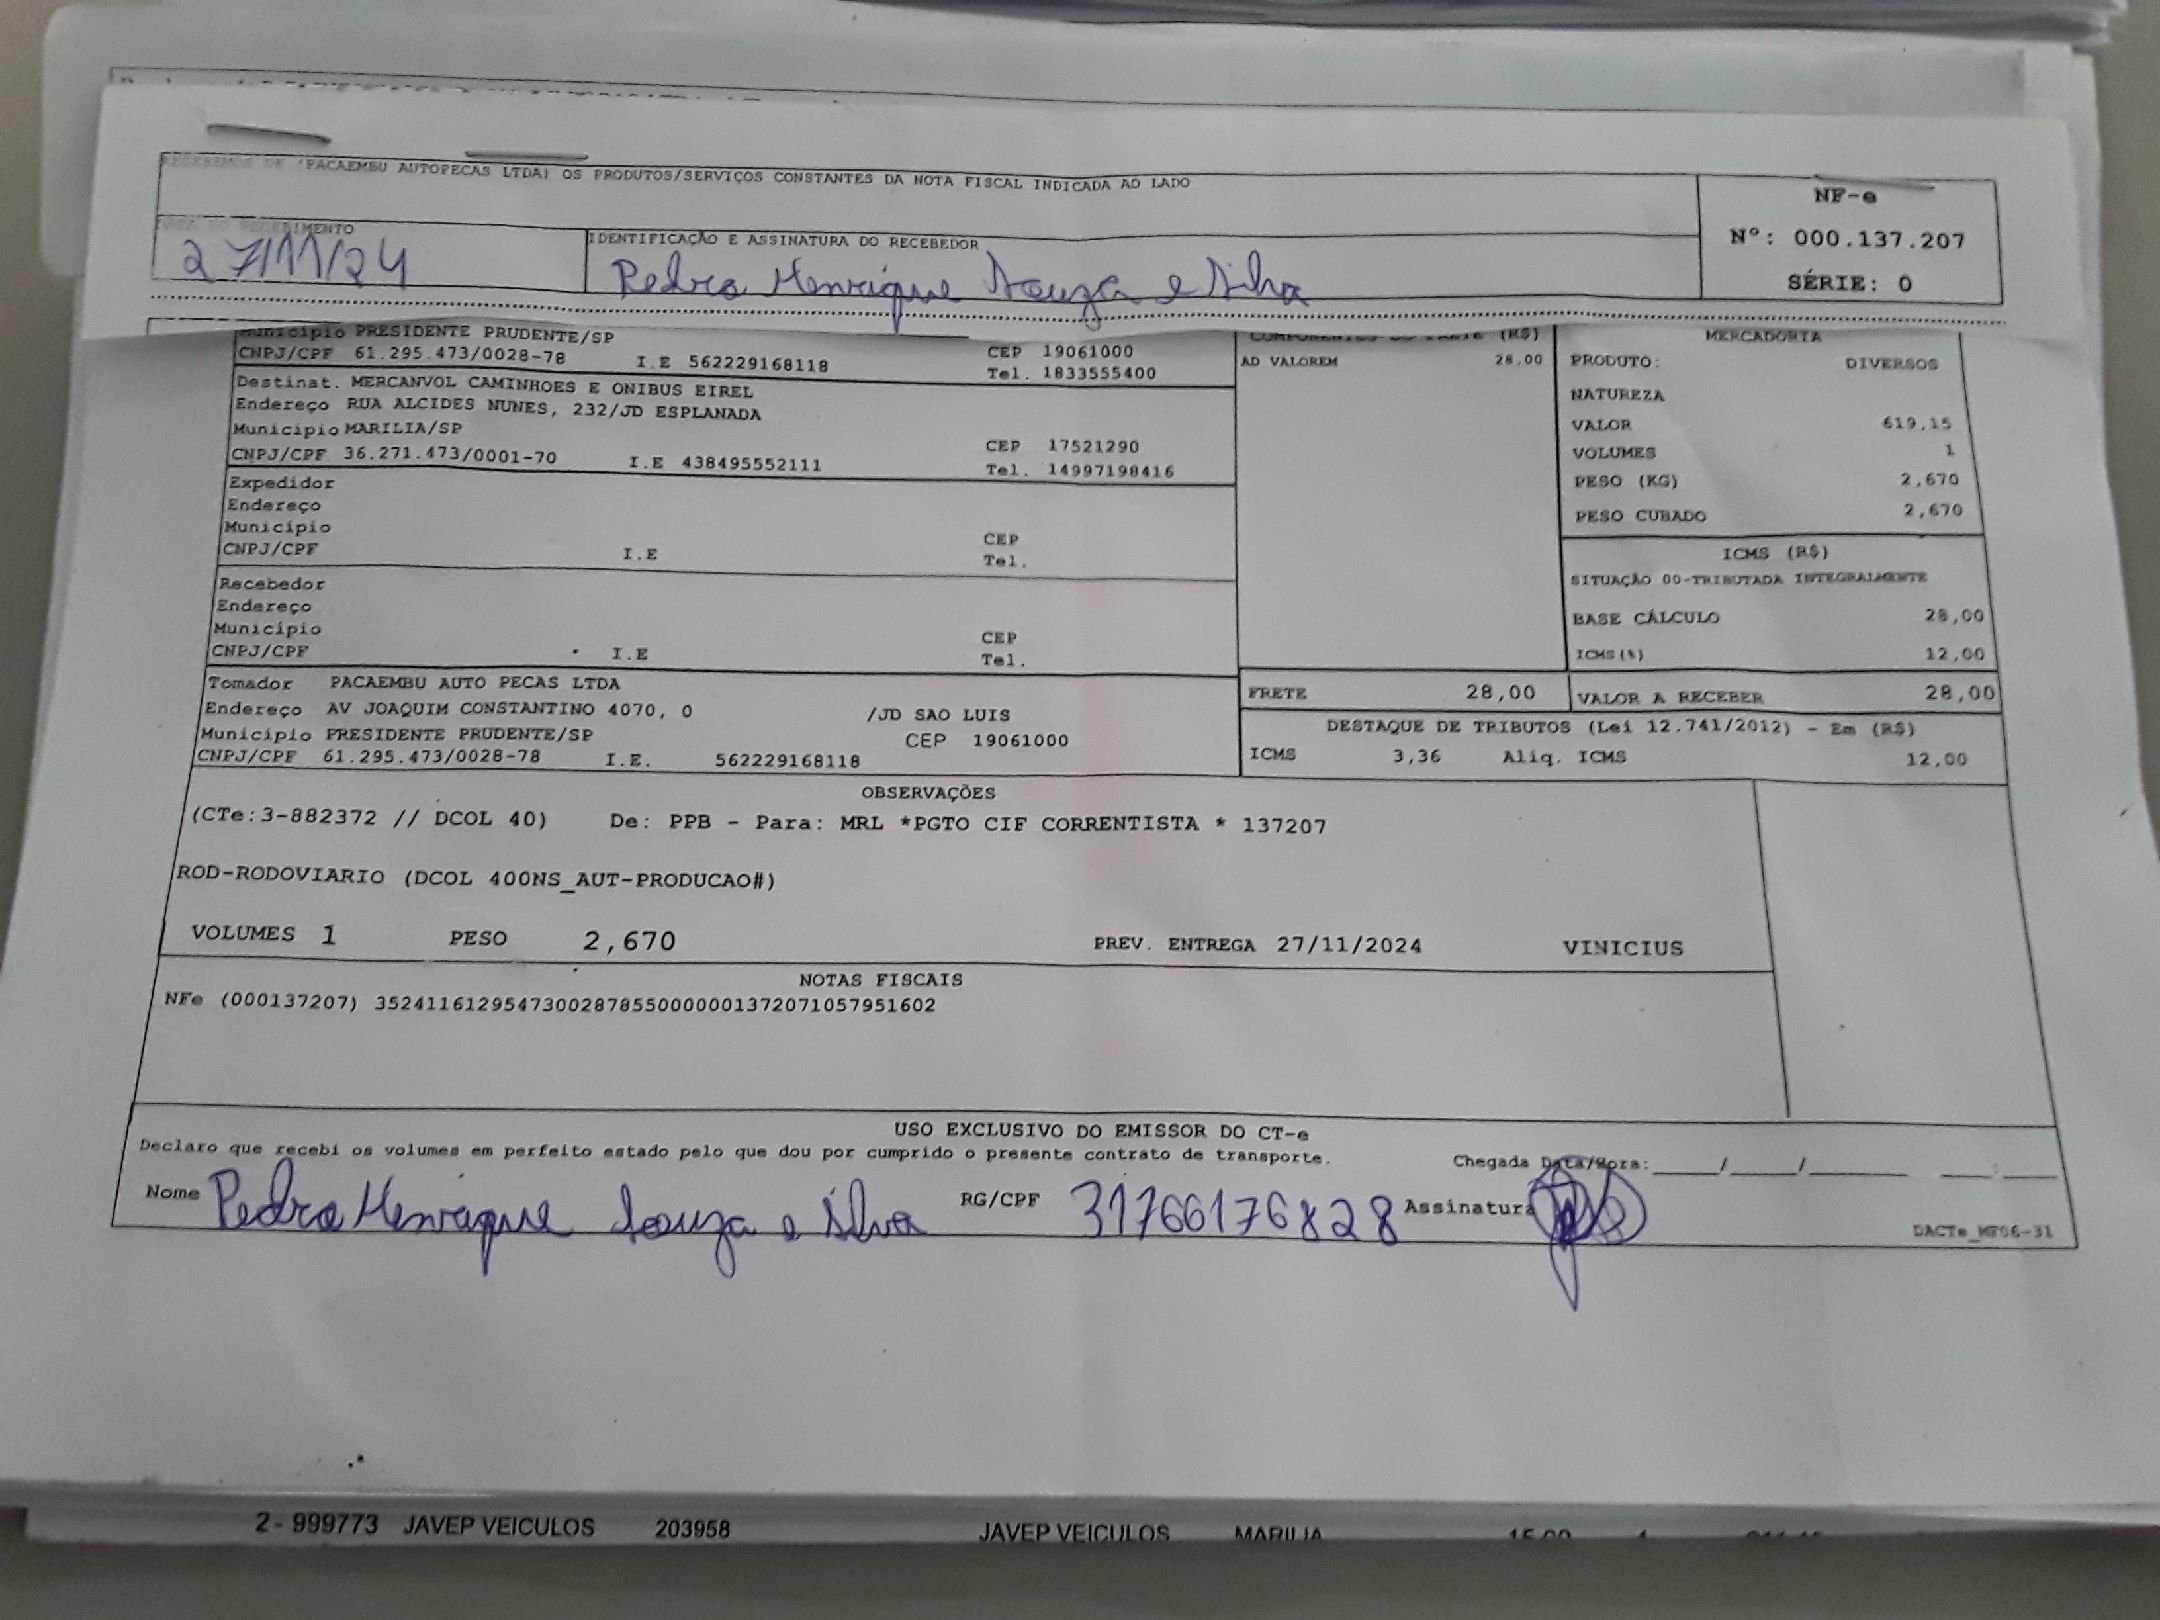 RECEBEMOS DE (PACAEMBU AUTOPECAS LTDA) OS PRODUTOS/SERVIÇOS CONSTANTES DA NOTA FISCAL INDICADA AO LADO
NF-e
Nº: 000.137.207
SÉRIE: 0
RECEBIMENTO
27/11/24
IDENTIFICAÇÃO E ASSINATURA DO RECEBEDOR
Pedro Henrique Souza e Silva
Município PRESIDENTE PRUDENTE/SP
CNPJ/CPF 61.295.473/0028-78 I.E 562229168118
CEP 19061000
Tel. 1833555400
Destinat. MERCANVOL CAMINHOES E ONIBUS EIREL
Endereço RUA ALCIDES NUNES, 232/JD ESPLANADA
Município MARILIA/SP
CNPJ/CPF 36.271.473/0001-70 I.E 438495552111
CEP 17521290
Tel. 14997198416
Expedidor
Endereço
Município
CNPJ/CPF I.E
CEP
Tel.
Recebedor
Endereço
Município
CNPJ/CPF I.E
CEP
Tel.
Tomador PACAEMBU AUTO PECAS LTDA
Endereço AV JOAQUIM CONSTANTINO 4070, 0 /JD SAO LUIS
Município PRESIDENTE PRUDENTE/SP CEP 19061000
CNPJ/CPF 61.295.473/0028-78 I.E. 562229168118
COMPONENTES DO FRETE (R$)
AD VALOREM 28,00
FRETE 28,00
MERCADORIA
PRODUTO: DIVERSOS
NATUREZA
VALOR 619,15
VOLUMES 1
PESO (KG) 2,670
PESO CUBADO 2,670
ICMS (R$)
SITUAÇÃO 00-TRIBUTADA INTEGRALMENTE
BASE CÁLCULO 28,00
ICMS(%) 12,00
VALOR A RECEBER 28,00
DESTAQUE DE TRIBUTOS (Lei 12.741/2012) - Em (R$)
ICMS 3,36 Aliq. ICMS 12,00
OBSERVAÇÕES
(CTe:3-882372 // DCOL 40) De: PPB - Para: MRL *PGTO CIF CORRENTISTA * 137207
ROD-RODOVIARIO (DCOL 400NS_AUT-PRODUCAO#)
VOLUMES 1 PESO 2,670 PREV. ENTREGA 27/11/2024 VINICIUS
NOTAS FISCAIS
NFe (000137207) 35241161295473002878550000001372071057951602
USO EXCLUSIVO DO EMISSOR DO CT-e
Declaro que recebi os volumes em perfeito estado pelo que dou por cumprido o presente contrato de transporte.
Chegada Data/Hora:_____/_____/_______ ___:___
Nome Pedro Henrique Souza e Silva RG/CPF 31766176828 Assinatura
DACTe_MF06-31
2 - 999773 JAVEP VEICULOS 203958 JAVEP VEICULOS MARILIA